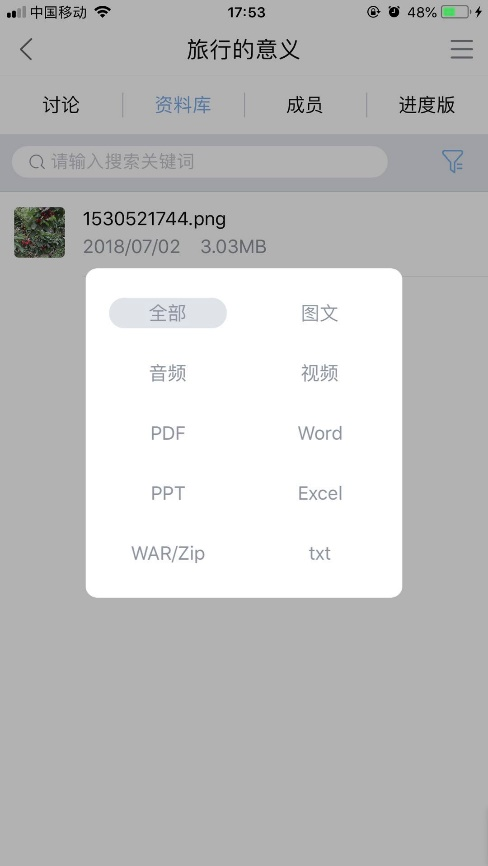 中国移动 17:53 48%
旅行的意义
讨论 资料库 成员 进度版
请输入搜索关键词
1530521744.png
2018/07/02 3.03MB
全部 图文
音频 视频
PDF Word
PPT Excel
WAR/Zip txt